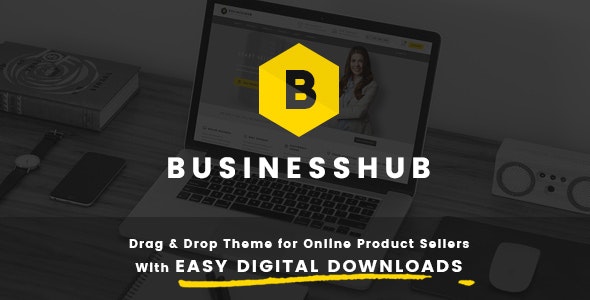 B
BUSINESSHUB
Drag & Drop Theme for Online Product Sellers
With EASY DIGITAL DOWNLOADS